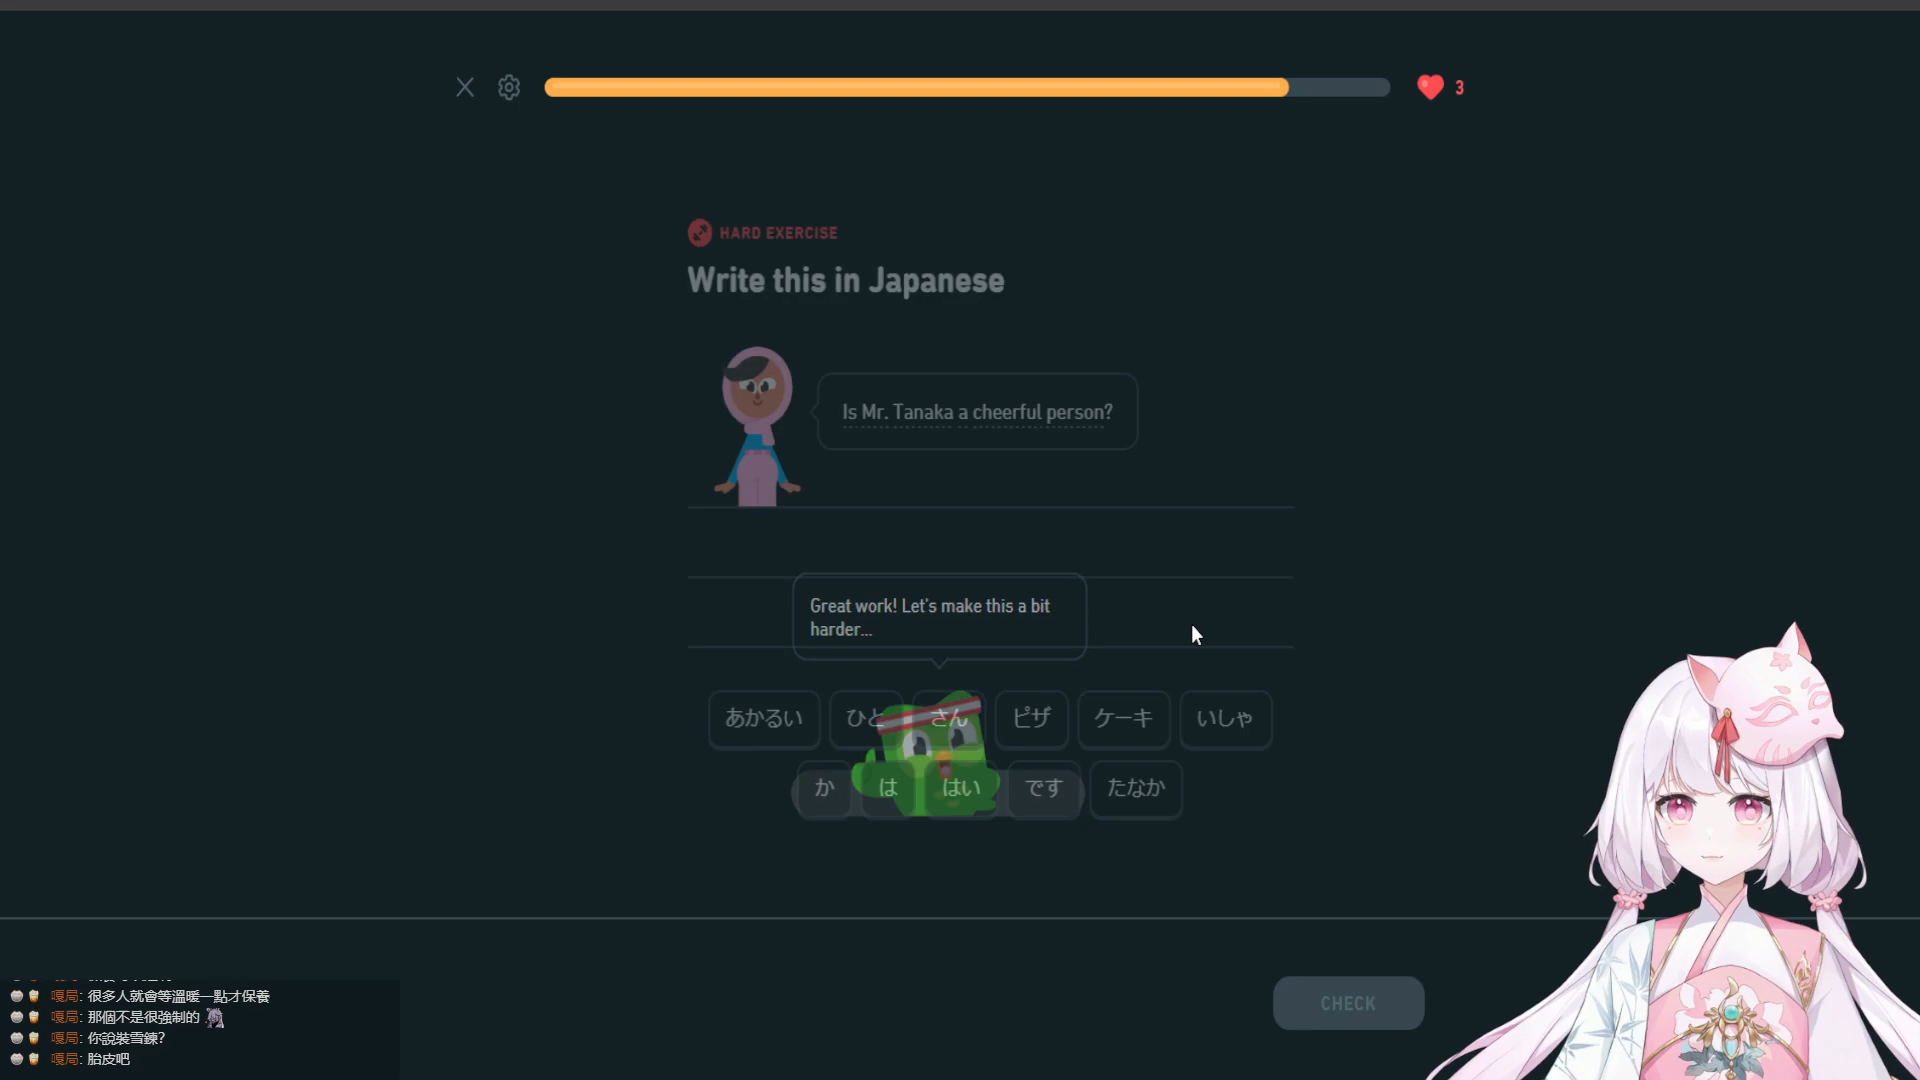 3
HARD EXERCISE
Write this in Japanese
Is Mr. Tanaka a cheerful person?
Great work! Let's make this a bit
harder...
あかるい ひと さん ピザ ケーキ いしゃ
か は はい です たなか
CHECK
嘎局: 很多人就會等溫暖一點才保養
嘎局: 那個不是很強制的
嘎局: 你說裝雪鍊?
嘎局: 胎皮吧